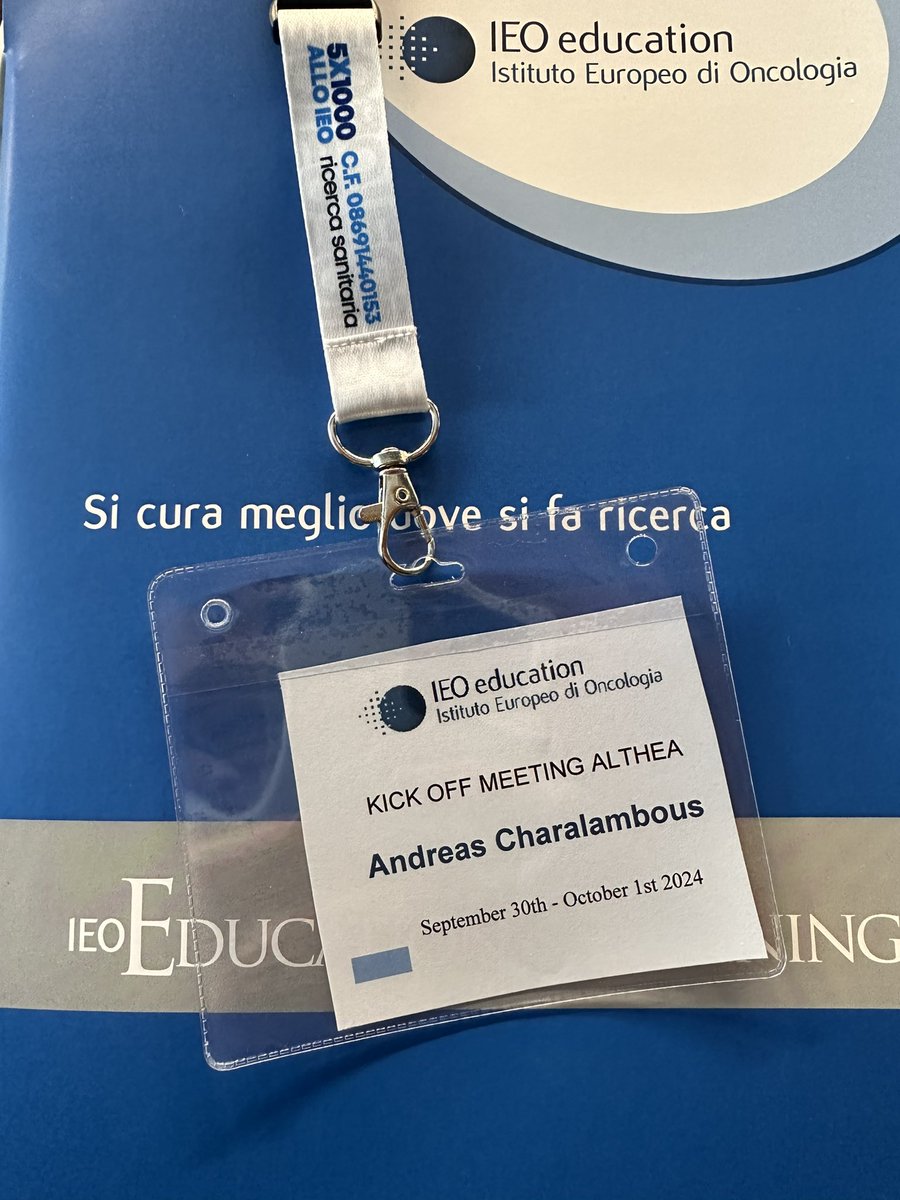 IEO education
Istituto Europeo di Oncologia
5X1000 C.F. 08691440153
ALLO IEO ricerca sanitaria
Si cura meglio dove si fa ricerca
IEO education
Istituto Europeo di Oncologia
KICK OFF MEETING ALTHEA
Andreas Charalambous
September 30th - October 1st 2024
IEO